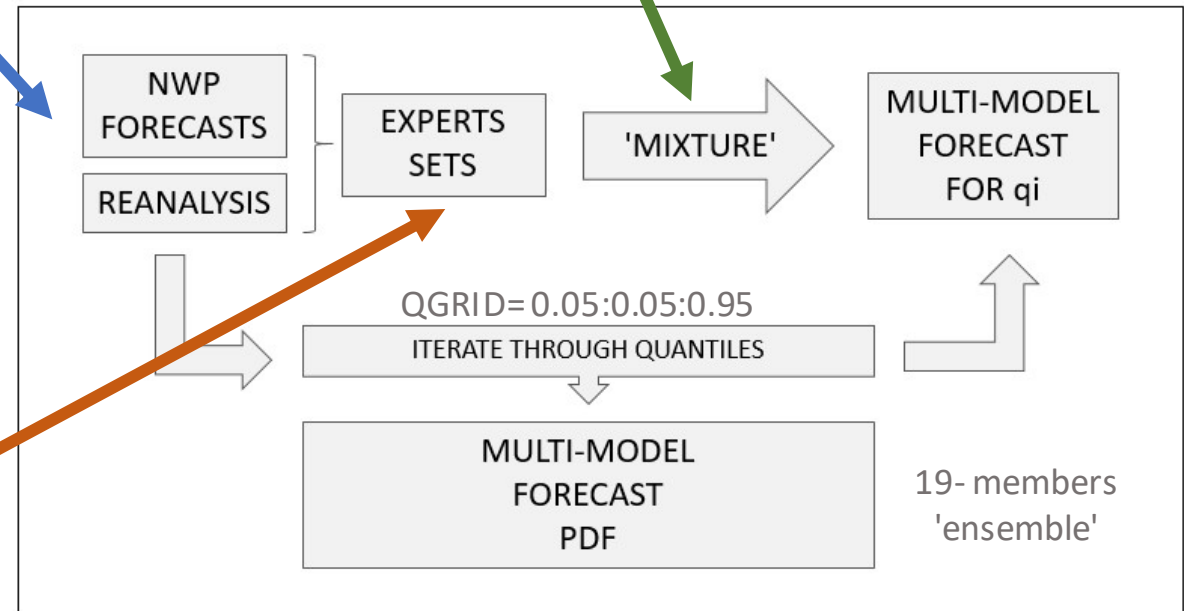 NWP
FORECASTS
REANALYSIS
EXPERTS
SETS
'MIXTURE'
MULTI-MODEL
FORECAST
FOR qi
QGRID=0.05:0.05:0.95
ITERATE THROUGH QUANTILES
MULTI-MODEL
FORECAST
PDF
19- members
'ensemble'